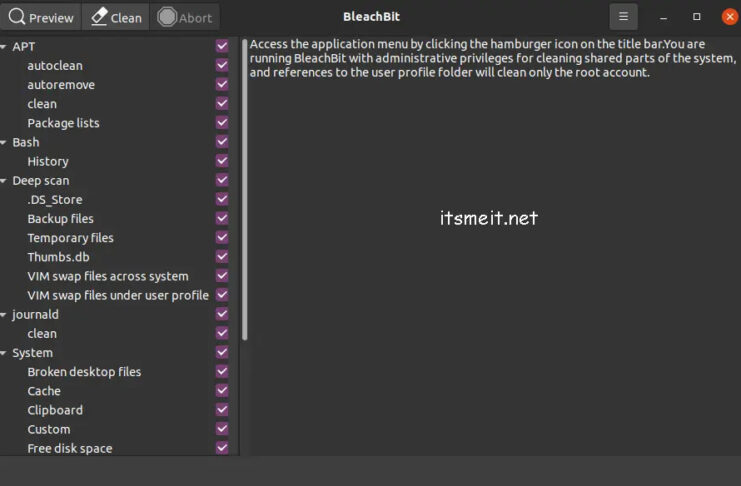 Preview
Clean
Abort
BleachBit
APT
autoclean
autoremove
clean
Package lists
Bash
History
Deep scan
.DS_Store
Backup files
Temporary files
Thumbs.db
VIM swap files across system
VIM swap files under user profile
journald
clean
System
Broken desktop files
Cache
Clipboard
Custom
Free disk space
Access the application menu by clicking the hamburger icon on the title bar.You are
running BleachBit with administrative privileges for cleaning shared parts of the system,
and references to the user profile folder will clean only the root account.
itsmeit.net